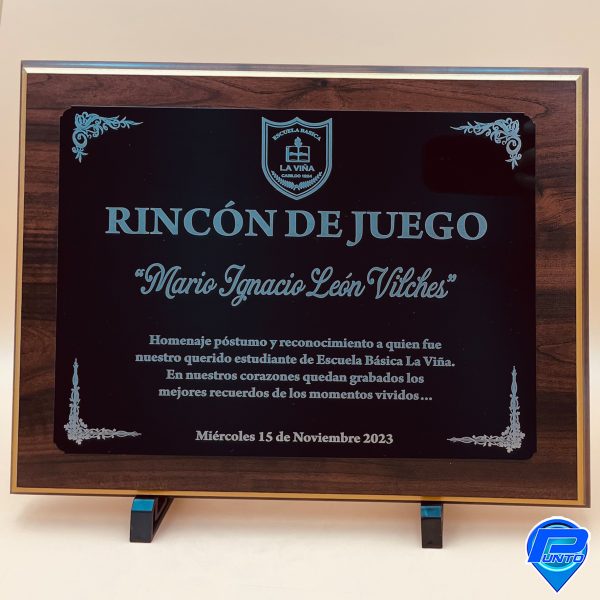 ESCUELA BÁSICA
LA VIÑA
CABILDO 1894
RINCÓN DE JUEGO
“Mario Ignacio León Vilches”
Homenaje póstumo y reconocimiento a quien fue
nuestro querido estudiante de Escuela Básica La Viña.
En nuestros corazones quedan grabados los
mejores recuerdos de los momentos vividos...
Miércoles 15 de Noviembre 2023
PUNTO